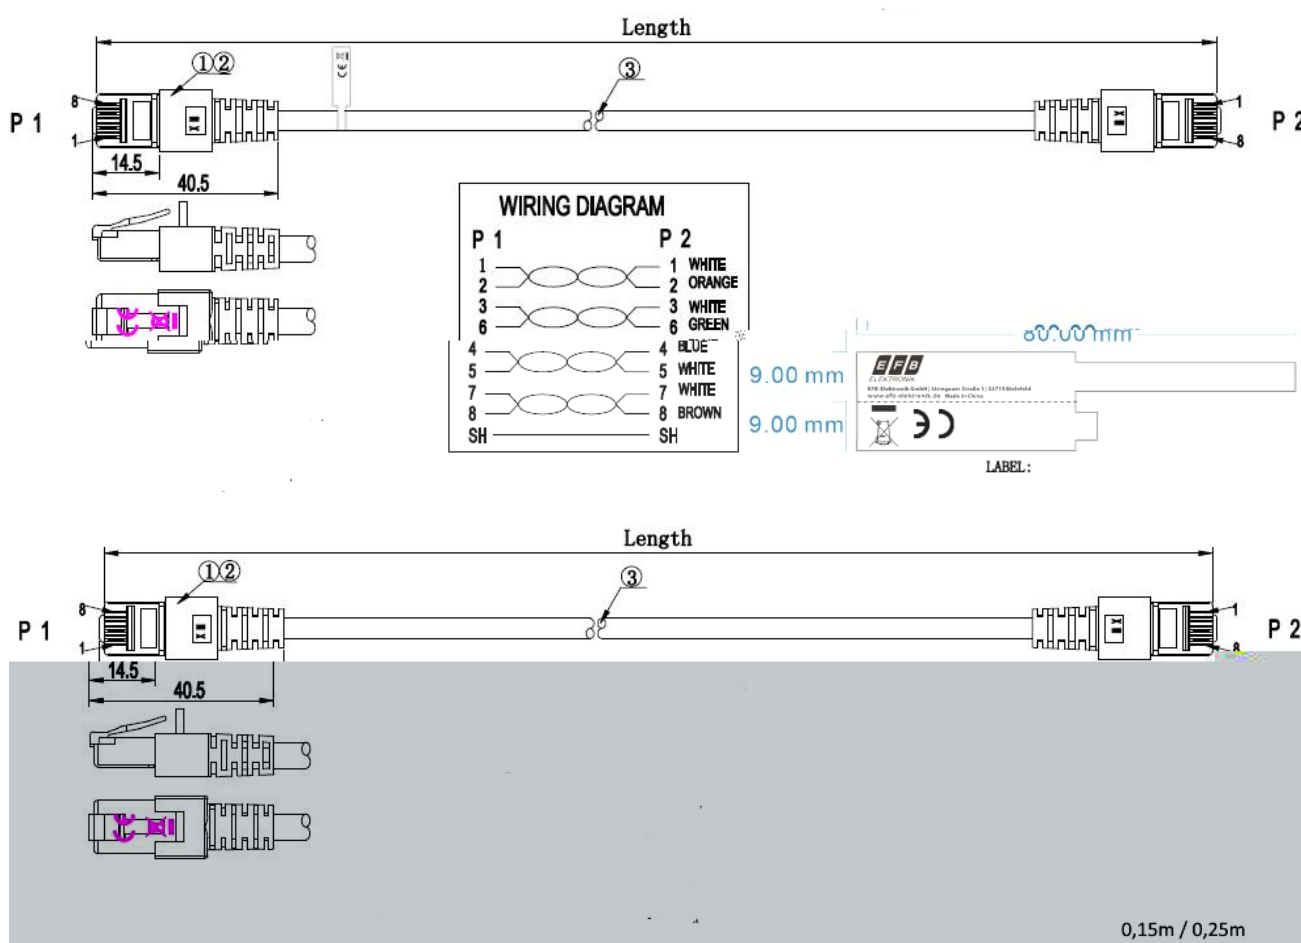 Length
①②
③
8
1
P 1
1
8
P 2
14.5
40.5
WIRING DIAGRAM
P 1 P 2
1 1 WHITE
2 2 ORANGE
3 3 WHITE
6 6 GREEN
4 4 BLUE
5 5 WHITE
7 7 WHITE
8 8 BROWN
SH SH
9.00 mm
9.00 mm
EFB
ELEKTRONIK
www.efb-elektronik.de Made in China
CE
LABEL:
Length
①②
③
8
1
P 1
1
8
P 2
14.5
40.5
CE
0,15m / 0,25m